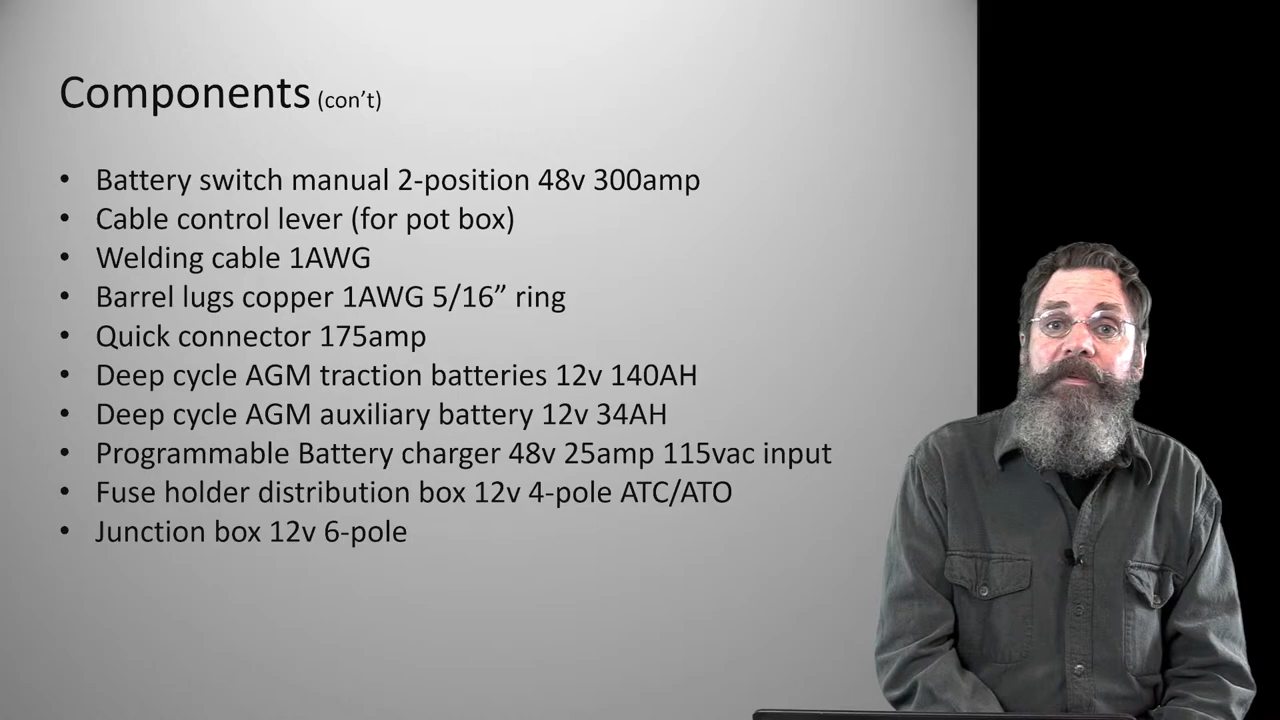 Components (con’t)
• Battery switch manual 2-position 48v 300amp
• Cable control lever (for pot box)
• Welding cable 1AWG
• Barrel lugs copper 1AWG 5/16” ring
• Quick connector 175amp
• Deep cycle AGM traction batteries 12v 140AH
• Deep cycle AGM auxiliary battery 12v 34AH
• Programmable Battery charger 48v 25amp 115vac input
• Fuse holder distribution box 12v 4-pole ATC/ATO
• Junction box 12v 6-pole